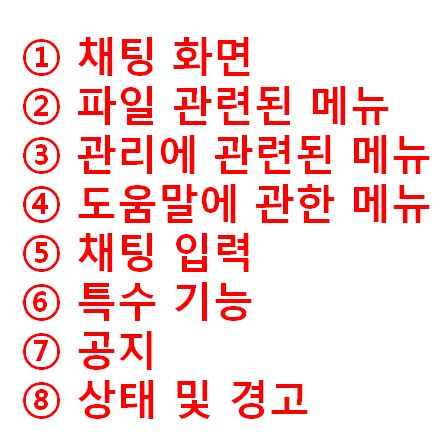 ① 채팅 화면
② 파일 관련된 메뉴
③ 관리에 관련된 메뉴
④ 도움말에 관한 메뉴
⑤ 채팅 입력
⑥ 특수 기능
⑦ 공지
⑧ 상태 및 경고